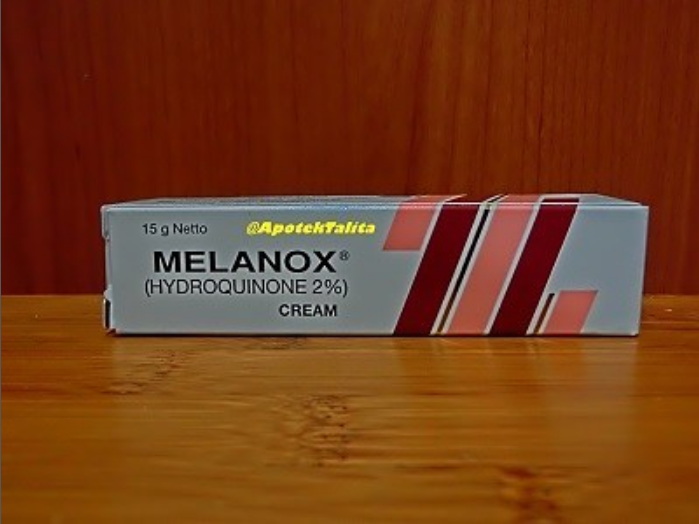 15 g Netto @ApotekTalita
MELANOX®
(HYDROQUINONE 2%)
CREAM